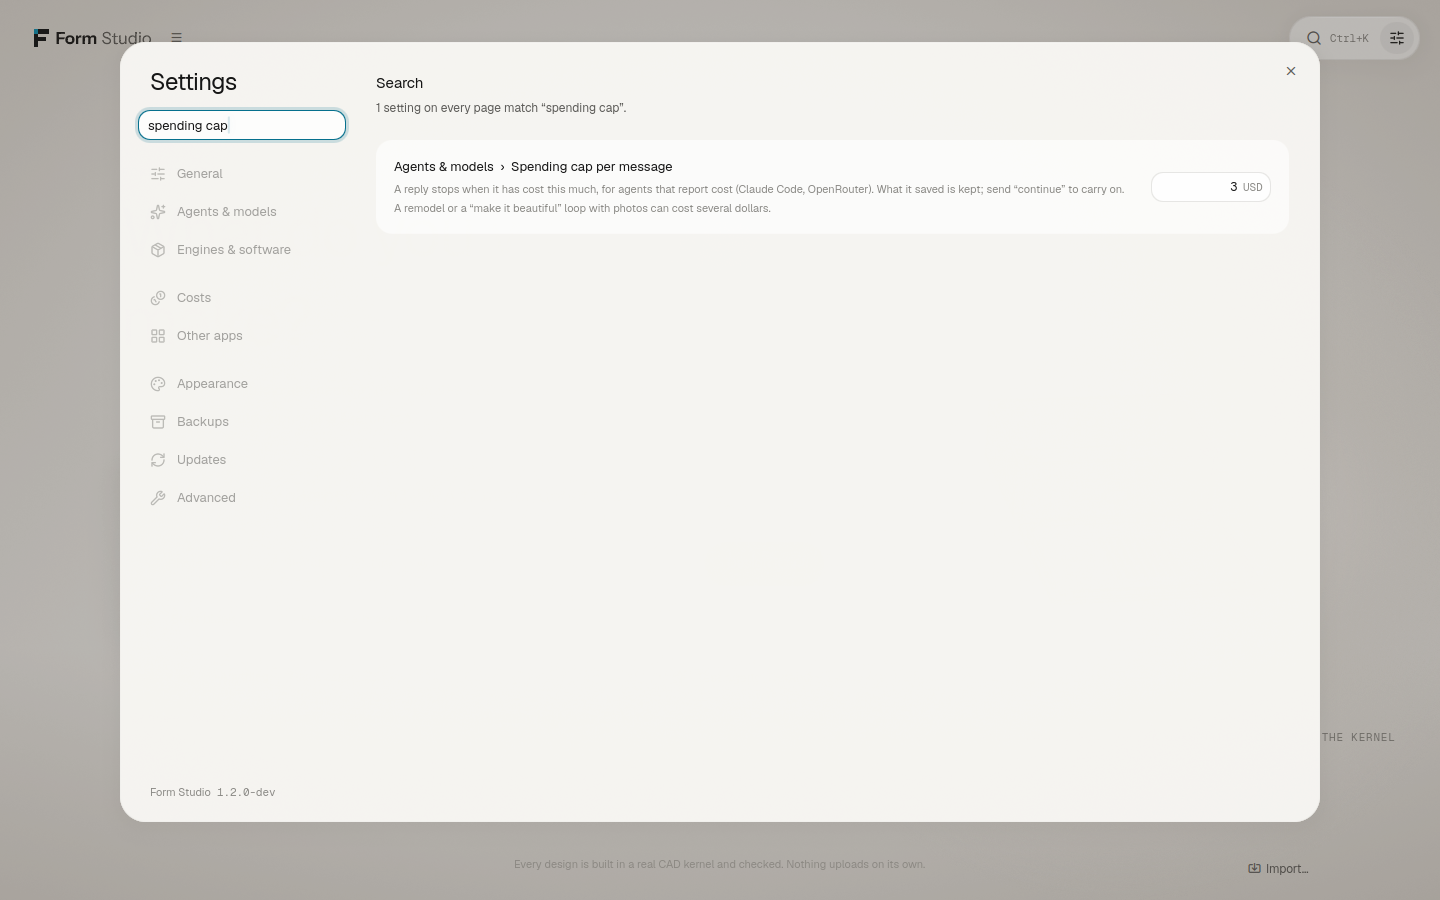 Form Studio
Ctrl+K
Settings
spending cap
General
Agents & models
Engines & software
Costs
Other apps
Appearance
Backups
Updates
Advanced
Form Studio 1.2.0-dev
Search
1 setting on every page match “spending cap”.
Agents & models › Spending cap per message
A reply stops when it has cost this much, for agents that report cost (Claude Code, OpenRouter). What it saved is kept; send “continue” to carry on.
A remodel or a “make it beautiful” loop with photos can cost several dollars.
3 USD
THE KERNEL
Every design is built in a real CAD kernel and checked. Nothing uploads on its own.
Import...